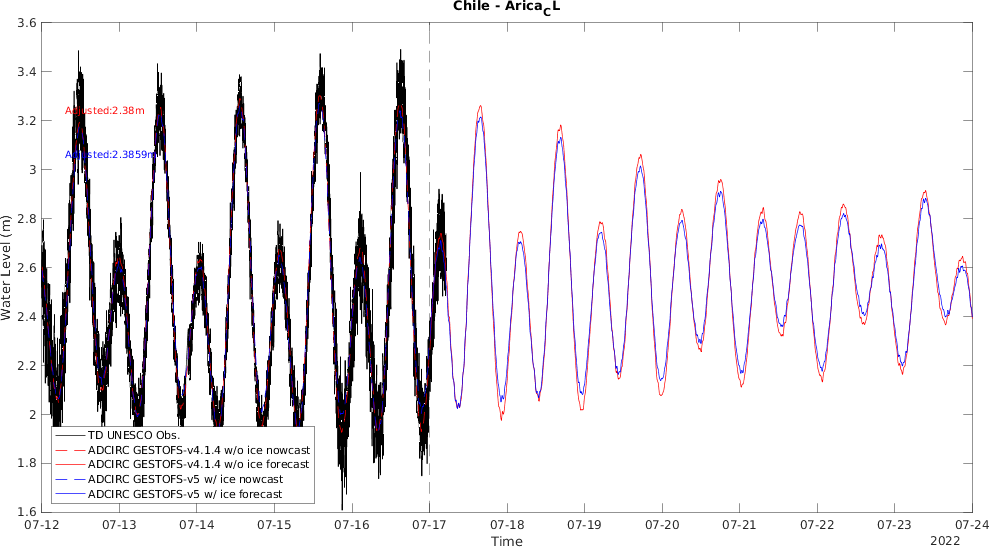 Chile - Arica_CL
3.6
3.4
3.2
3
2.8
2.6
2.4
2.2
2
1.8
1.6
Water Level (m)
Adjusted:2.38m
Adjusted:2.3859m
TD UNESCO Obs.
ADCIRC GESTOFS-v4.1.4 w/o ice nowcast
ADCIRC GESTOFS-v4.1.4 w/o ice forecast
ADCIRC GESTOFS-v5 w/ ice nowcast
ADCIRC GESTOFS-v5 w/ ice forecast
07-12 07-13 07-14 07-15 07-16 07-17 07-18 07-19 07-20 07-21 07-22 07-23 07-24
Time
2022